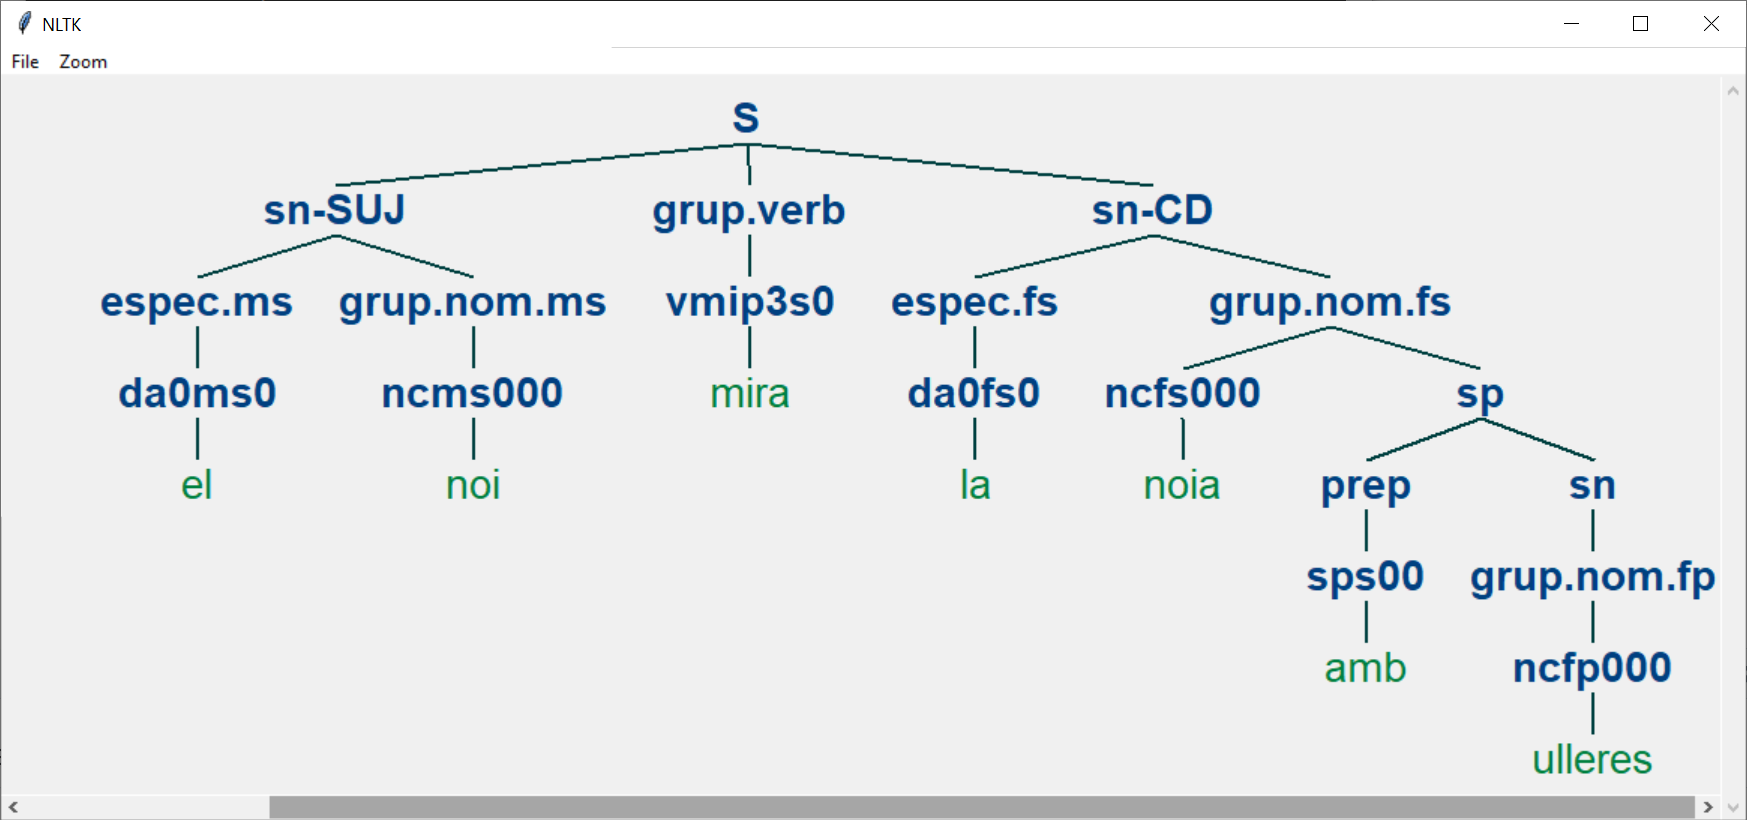 NLTK
File Zoom
S
sn-SUJ grup.verb sn-CD
espec.ms grup.nom.ms vmip3s0 espec.fs grup.nom.fs
da0ms0 ncms000 mira da0fs0 ncfs000 sp
el noi la noia prep sn
sps00 grup.nom.fp
amb ncfp000
ulleres